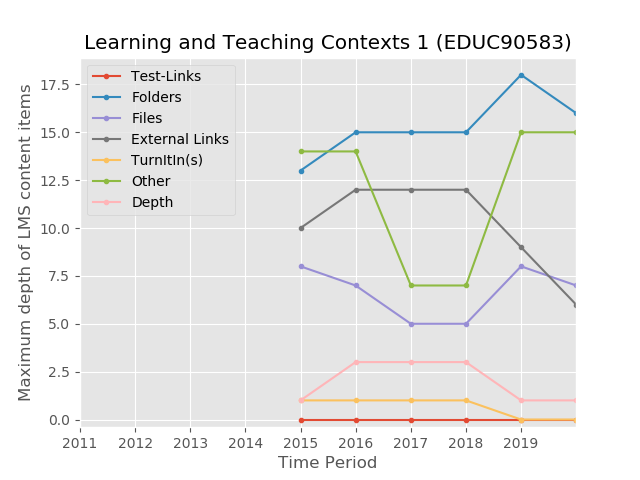 Learning and Teaching Contexts 1 (EDUC90583)
Test-Links
Folders
Files
External Links
TurnItIn(s)
Other
Depth
Maximum depth of LMS content items
17.5
15.0
12.5
10.0
7.5
5.0
2.5
0.0
2011 2012 2013 2014 2015 2016 2017 2018 2019
Time Period